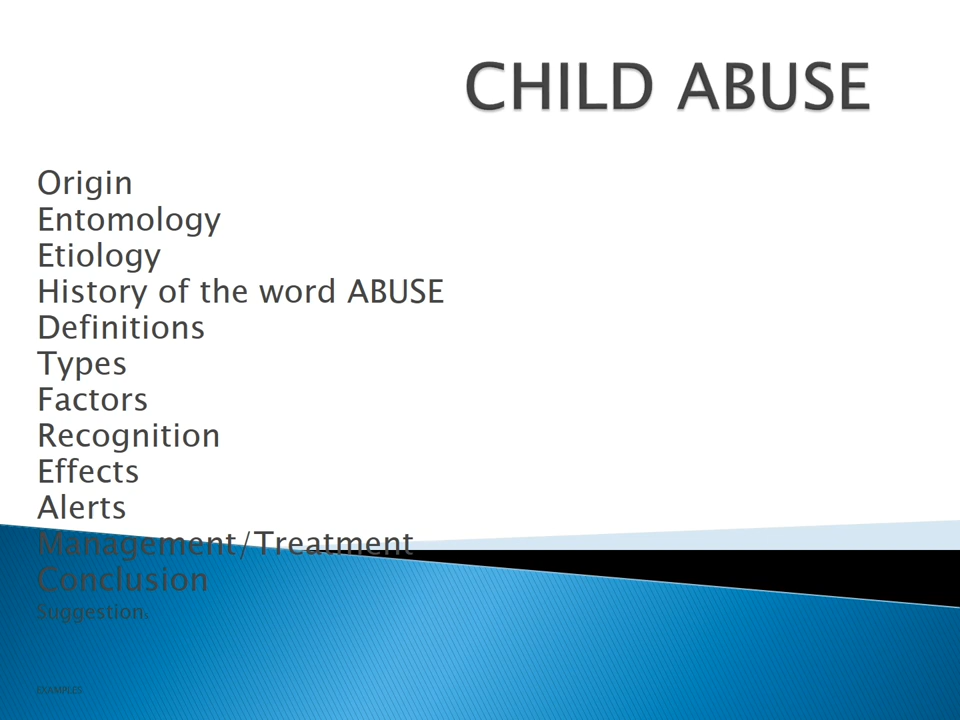 CHILD ABUSE
Origin
Entomology
Etiology
History of the word ABUSE
Definitions
Types
Factors
Recognition
Effects
Alerts
Management/Treatment
Conclusion
Suggestion.
EXAMPLES